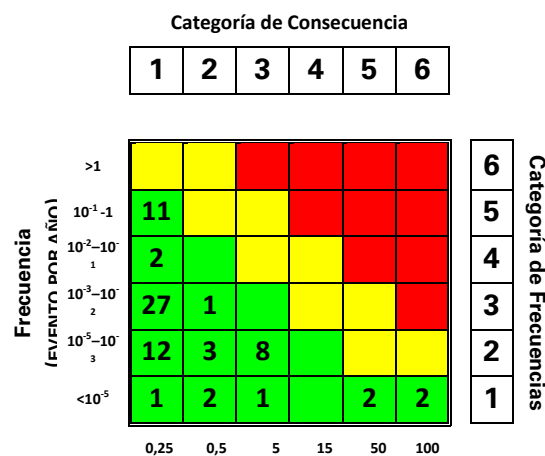 Categoría de Consecuencia
1 2 3 4 5 6
>1 6
10⁻¹ -1 11 5
10⁻²–10⁻¹ 2 4
10⁻³–10⁻² 27 1 3
10⁻⁵–10⁻³ 12 3 8 2
<10⁻⁵ 1 2 1 2 2 1
0,25 0,5 5 15 50 100
Frecuencia
(EVENTO POR AÑO)
Categoría de Frecuencias